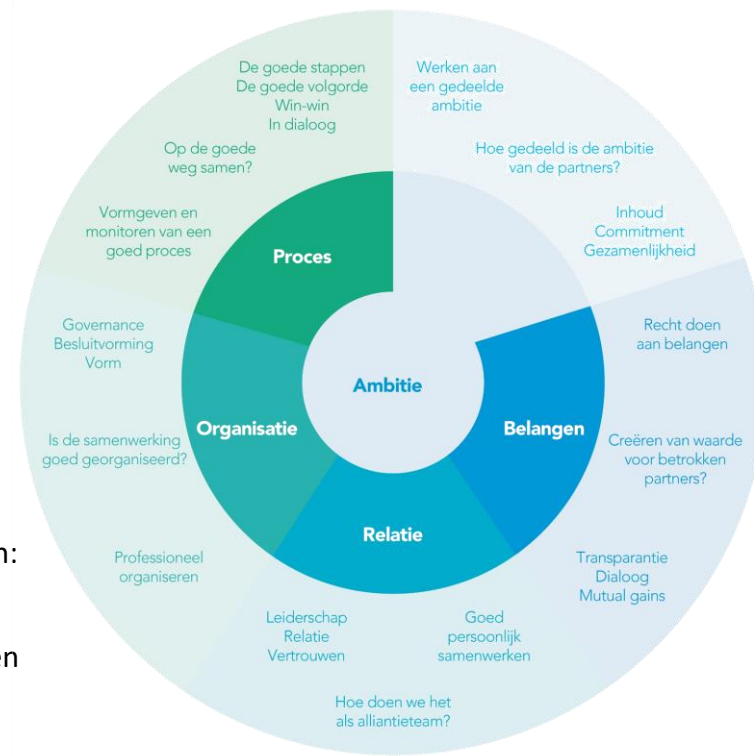 De goede stappen
De goede volgorde
Win-win
In dialoog
Op de goede
weg samen?
Vormgeven en
monitoren van een
goed proces
Proces
Werken aan
een gedeelde
ambitie
Hoe gedeeld is de ambitie
van de partners?
Inhoud
Commitment
Gezamenlijkheid
Ambitie
Recht doen
aan belangen
Creëren van waarde
voor betrokken
partners?
Transparantie
Dialoog
Mutual gains
Belangen
Relatie
Goed
persoonlijk
samenwerken
Leiderschap
Relatie
Vertrouwen
Hoe doen we het
als alliantieteam?
Organisatie
Governance
Besluitvorming
Vorm
Is de samenwerking
goed georganiseerd?
Professioneel
organiseren